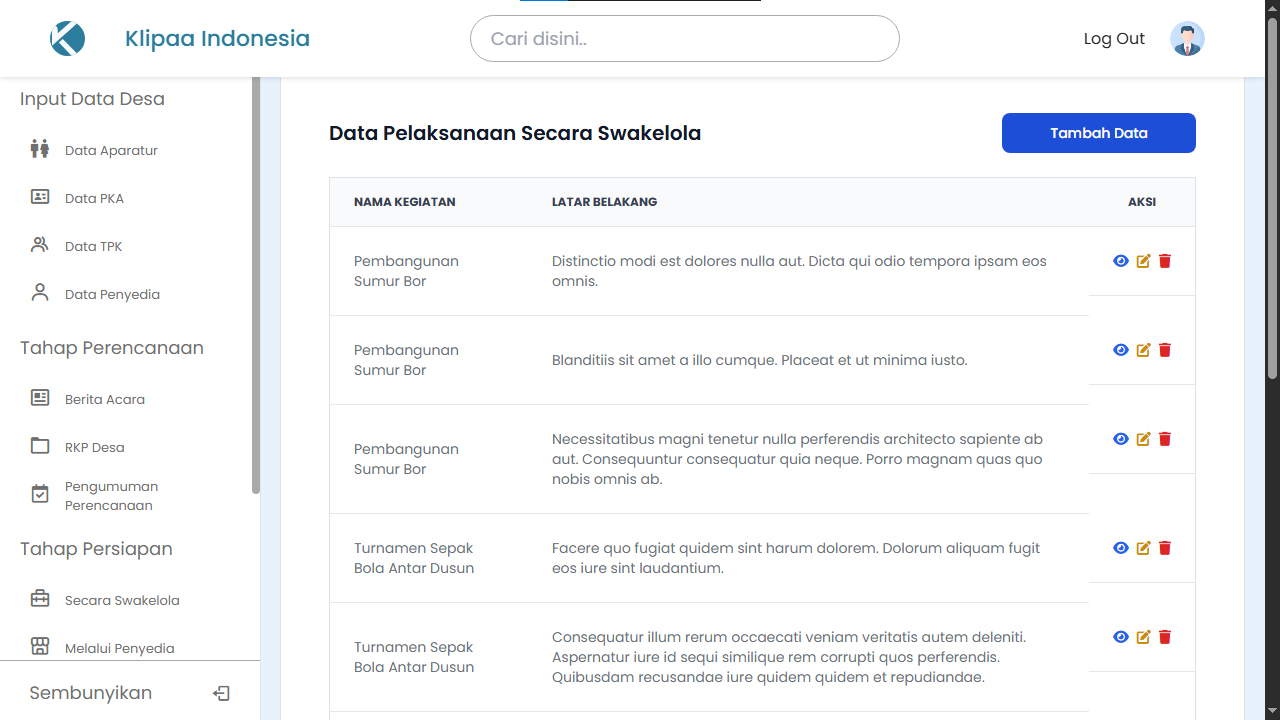 Klipaa Indonesia
Cari disini..
Log Out
Input Data Desa
Data Aparatur
Data PKA
Data TPK
Data Penyedia
Tahap Perencanaan
Berita Acara
RKP Desa
Pengumuman
Perencanaan
Tahap Persiapan
Secara Swakelola
Melalui Penyedia
Sembunyikan
Data Pelaksanaan Secara Swakelola
Tambah Data
NAMA KEGIATAN
LATAR BELAKANG
AKSI
Pembangunan
Sumur Bor
Distinctio modi est dolores nulla aut. Dicta qui odio tempora ipsam eos
omnis.
Pembangunan
Sumur Bor
Blanditiis sit amet a illo cumque. Placeat et ut minima iusto.
Pembangunan
Sumur Bor
Necessitatibus magni tenetur nulla perferendis architecto sapiente ab
aut. Consequuntur consequatur quia neque. Porro magnam quas quo
nobis omnis ab.
Turnamen Sepak
Bola Antar Dusun
Facere quo fugiat quidem sint harum dolorem. Dolorum aliquam fugit
eos iure sint laudantium.
Turnamen Sepak
Bola Antar Dusun
Consequatur illum rerum occaecati veniam veritatis autem deleniti.
Aspernatur iure id sequi similique rem corrupti quos perferendis.
Quibusdam recusandae iure quidem quidem et repudiandae.